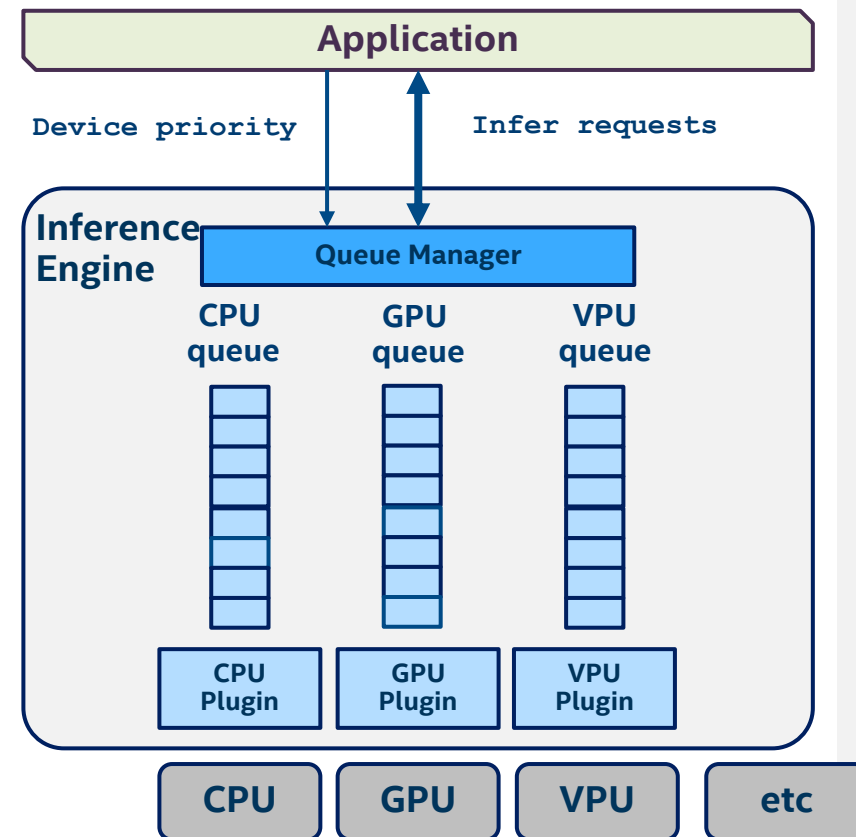 Application
Device priority
Infer requests
Inference
Engine
Queue Manager
CPU
queue
GPU
queue
VPU
queue
CPU
Plugin
GPU
Plugin
VPU
Plugin
CPU
GPU
VPU
etc